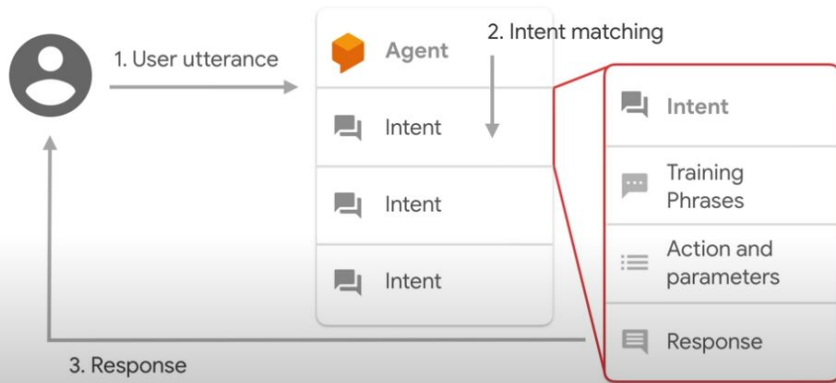 1. User utterance
Agent
2. Intent matching
Intent
Intent
Intent
Intent
Training
Phrases
Action and
parameters
Response
3. Response